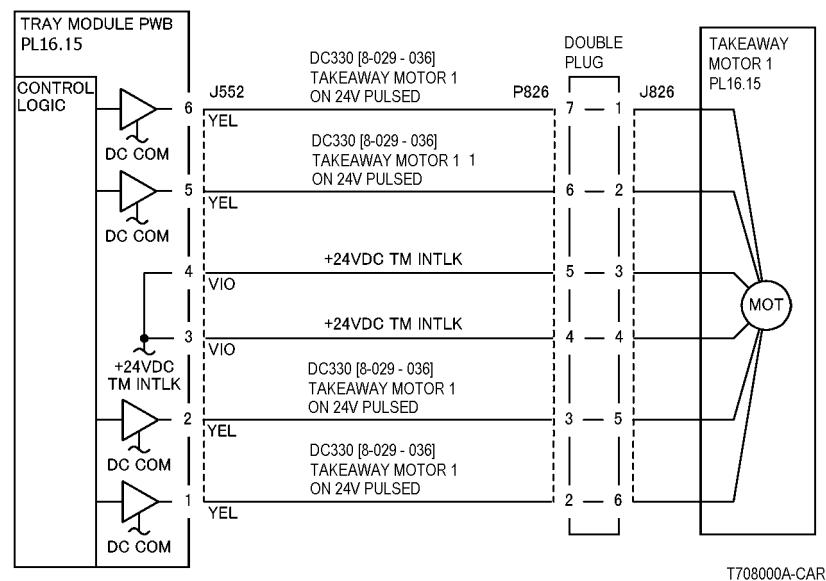 TRAY MODULE PWB
PL16.15
CONTROL
LOGIC
DC COM
DC COM
+24VDC
TM INTLK
DC COM
DC COM
J552
6
YEL
5
YEL
4
VIO
3
VIO
2
YEL
1
YEL
DC330 [8-029 - 036]
TAKEAWAY MOTOR 1
ON 24V PULSED
DC330 [8-029 - 036]
TAKEAWAY MOTOR 1 1
ON 24V PULSED
+24VDC TM INTLK
+24VDC TM INTLK
DC330 [8-029 - 036]
TAKEAWAY MOTOR 1
ON 24V PULSED
DC330 [8-029 - 036]
TAKEAWAY MOTOR 1
ON 24V PULSED
DOUBLE
PLUG
P826
J826
7 1
6 2
5 3
4 4
3 5
2 6
TAKEAWAY
MOTOR 1
PL16.15
MOT
T708000A-CAR